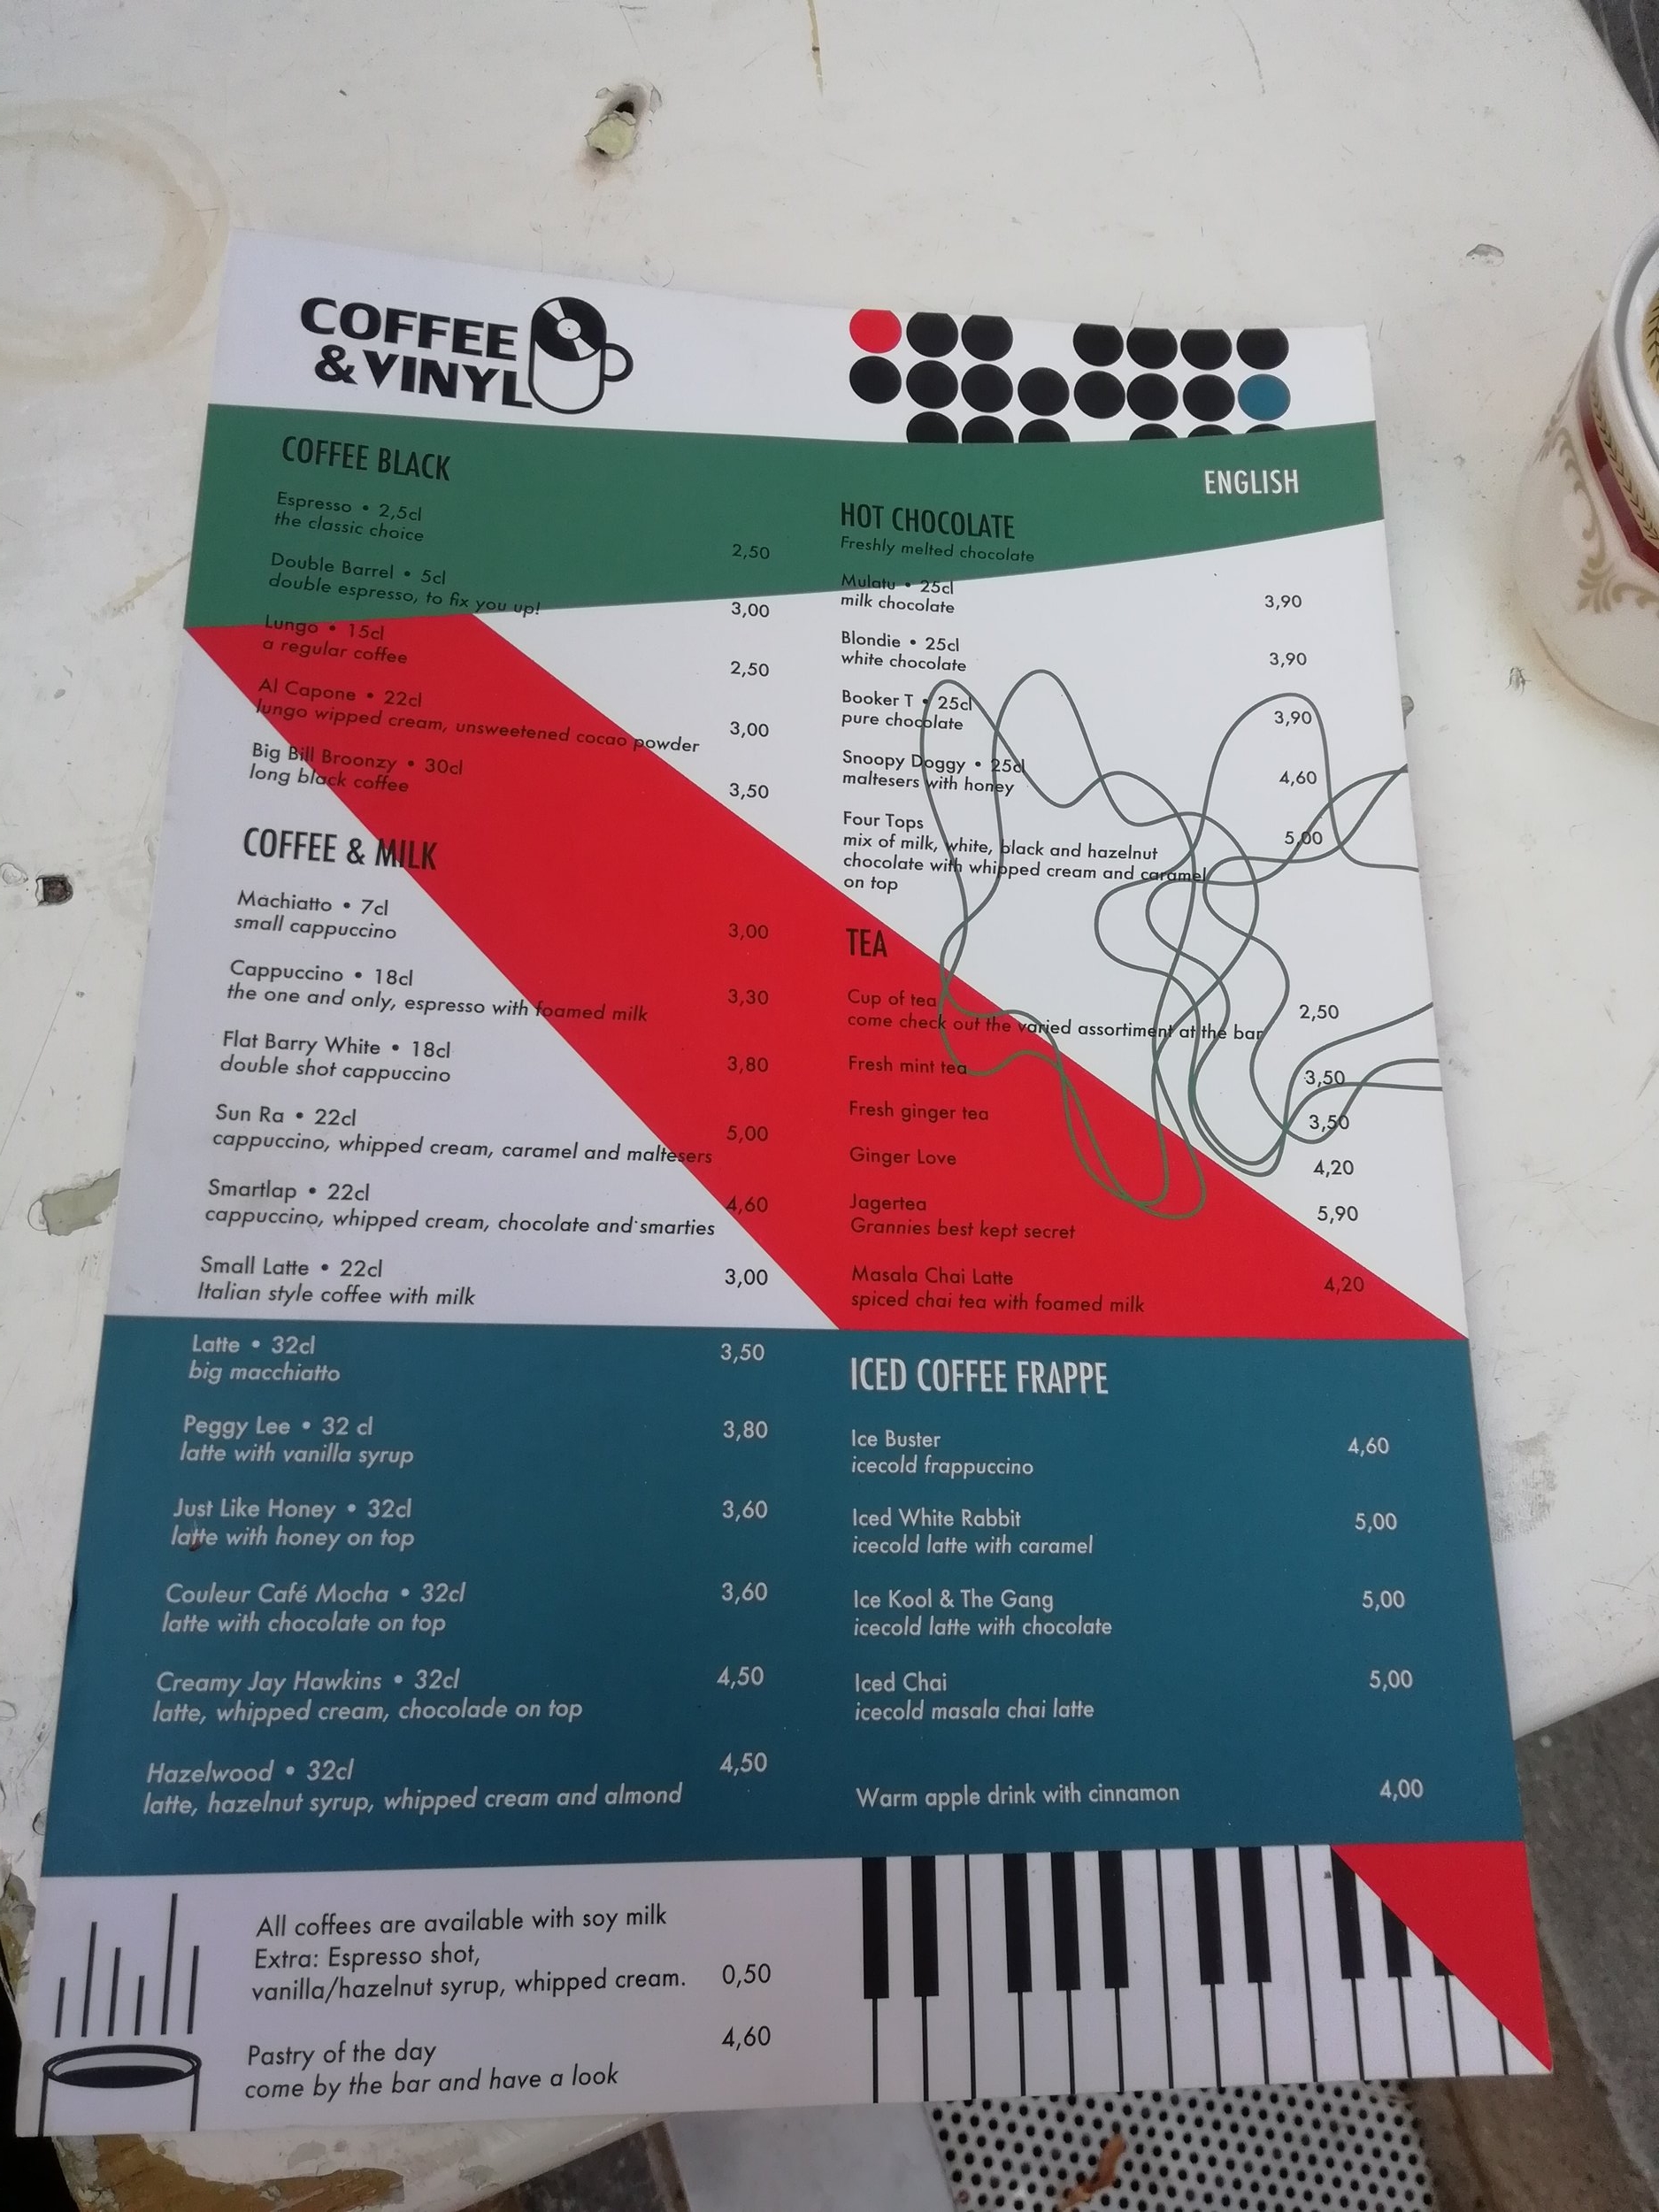 COFFEE
&VINYL
ENGLISH
COFFEE BLACK
Espresso • 2,5cl
the classic choice
2,50
Double Barrel • 5cl
double espresso, to fix you up!
3,00
Lungo • 15cl
a regular coffee
2,50
Al Capone • 22cl
lungo wipped cream, unsweetened cocao powder
3,00
Big Bill Broonzy • 30cl
long black coffee
3,50
COFFEE & MILK
Machiatto • 7cl
small cappuccino
3,00
Cappuccino • 18cl
the one and only, espresso with foamed milk
3,30
Flat Barry White • 18cl
double shot cappuccino
3,80
Sun Ra • 22cl
cappuccino, whipped cream, caramel and maltesers
5,00
Smartlap • 22cl
cappuccino, whipped cream, chocolate and smarties
4,60
Small Latte • 22cl
Italian style coffee with milk
3,00
Latte • 32cl
big macchiatto
3,50
Peggy Lee • 32 cl
latte with vanilla syrup
3,80
Just Like Honey • 32cl
latte with honey on top
3,60
Couleur Café Mocha • 32cl
latte with chocolate on top
3,60
Creamy Jay Hawkins • 32cl
latte, whipped cream, chocolade on top
4,50
Hazelwood • 32cl
latte, hazelnut syrup, whipped cream and almond
4,50
All coffees are available with soy milk
Extra: Espresso shot,
vanilla/hazelnut syrup, whipped cream. 0,50
Pastry of the day
come by the bar and have a look
4,60
HOT CHOCOLATE
Freshly melted chocolate
Mulatu • 25cl
milk chocolate
3,90
Blondie • 25cl
white chocolate
3,90
Booker T • 25cl
pure chocolate
3,90
Snoopy Doggy • 25cl
maltesers with honey
4,60
Four Tops
mix of milk, white, black and hazelnut
chocolate with whipped cream and caramel
on top
5,00
TEA
Cup of tea
come check out the varied assortiment at the bar
2,50
Fresh mint tea
3,50
Fresh ginger tea
3,50
Ginger Love
4,20
Jagertea
Grannies best kept secret
5,90
Masala Chai Latte
spiced chai tea with foamed milk
4,20
ICED COFFEE FRAPPE
Ice Buster
icecold frappuccino
4,60
Iced White Rabbit
icecold latte with caramel
5,00
Ice Kool & The Gang
icecold latte with chocolate
5,00
Iced Chai
icecold masala chai latte
5,00
Warm apple drink with cinnamon 4,00